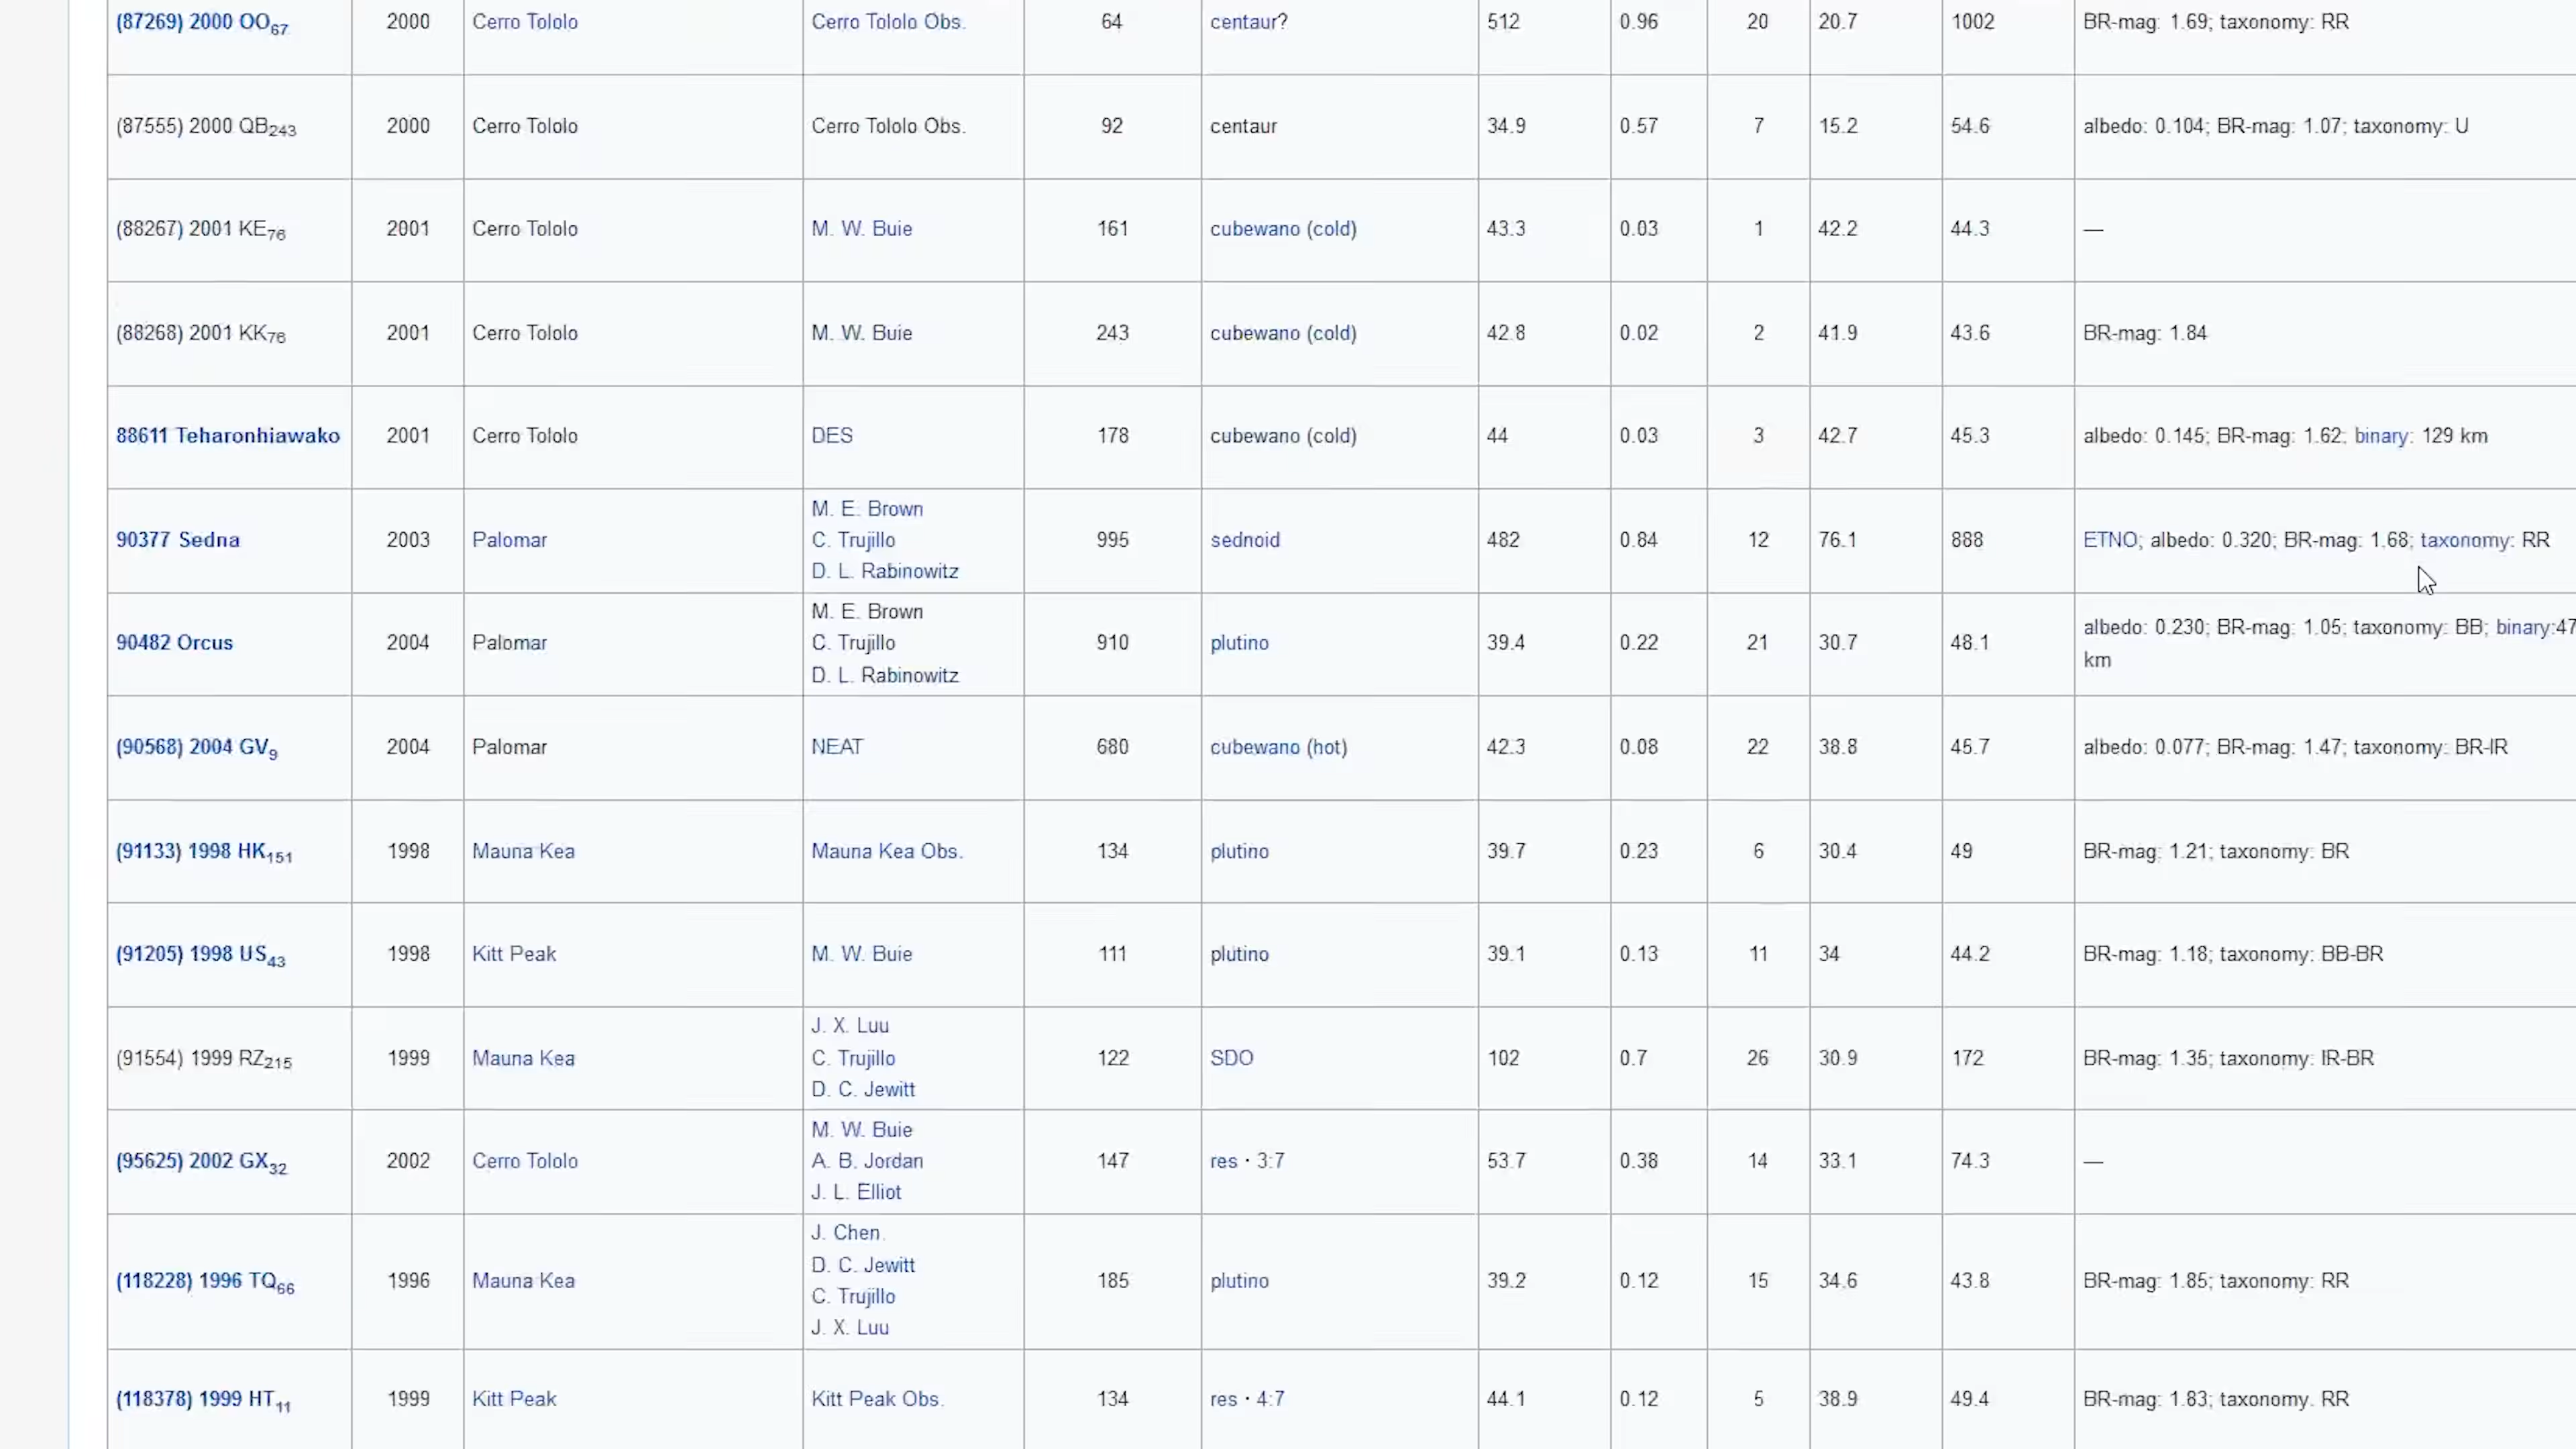 (87269) 2000 OO67 2000 Cerro Tololo Cerro Tololo Obs. 64 centaur? 512 0.96 20 20.7 1002 BR-mag: 1.69; taxonomy: RR
(87555) 2000 QB243 2000 Cerro Tololo Cerro Tololo Obs. 92 centaur 34.9 0.57 7 15.2 54.6 albedo: 0.104; BR-mag: 1.07; taxonomy: U
(88267) 2001 KE76 2001 Cerro Tololo M. W. Buie 161 cubewano (cold) 43.3 0.03 1 42.2 44.3 —
(88268) 2001 KK76 2001 Cerro Tololo M. W. Buie 243 cubewano (cold) 42.8 0.02 2 41.9 43.6 BR-mag: 1.84
88611 Teharonhiawako 2001 Cerro Tololo DES 178 cubewano (cold) 44 0.03 3 42.7 45.3 albedo: 0.145; BR-mag: 1.62; binary: 129 km
M. E. Brown
90377 Sedna 2003 Palomar C. Trujillo 995 sednoid 482 0.84 12 76.1 888 ETNO; albedo: 0.320; BR-mag: 1.68; taxonomy: RR
D. L. Rabinowitz
M. E. Brown albedo: 0.230; BR-mag: 1.05; taxonomy: BB; binary:47
90482 Orcus 2004 Palomar C. Trujillo 910 plutino 39.4 0.22 21 30.7 48.1
D. L. Rabinowitz km
(90568) 2004 GV9 2004 Palomar NEAT 680 cubewano (hot) 42.3 0.08 22 38.8 45.7 albedo: 0.077; BR-mag: 1.47; taxonomy: BR-IR
(91133) 1998 HK151 1998 Mauna Kea Mauna Kea Obs. 134 plutino 39.7 0.23 6 30.4 49 BR-mag: 1.21; taxonomy: BR
(91205) 1998 US43 1998 Kitt Peak M. W. Buie 111 plutino 39.1 0.13 11 34 44.2 BR-mag: 1.18; taxonomy: BB-BR
J. X. Luu
(91554) 1999 RZ215 1999 Mauna Kea C. Trujillo 122 SDO 102 0.7 26 30.9 172 BR-mag: 1.35; taxonomy: IR-BR
D. C. Jewitt
M. W. Buie
(95625) 2002 GX32 2002 Cerro Tololo A. B. Jordan 147 res · 3:7 53.7 0.38 14 33.1 74.3 —
J. L. Elliot
J. Chen
D. C. Jewitt
(118228) 1996 TQ66 1996 Mauna Kea 185 plutino 39.2 0.12 15 34.6 43.8 BR-mag: 1.85; taxonomy: RR
C. Trujillo
J. X. Luu
(118378) 1999 HT11 1999 Kitt Peak Kitt Peak Obs. 134 res · 4:7 44.1 0.12 5 38.9 49.4 BR-mag: 1.83; taxonomy: RR